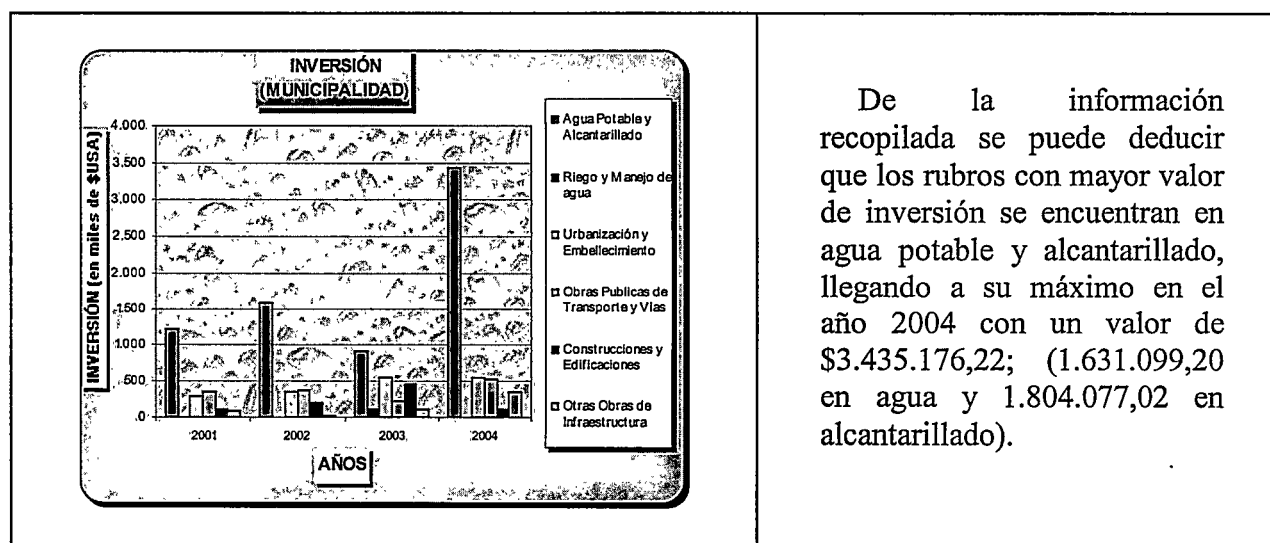 INVERSIÓN
(MUNICIPALIDAD)
INVERSIÓN (en miles de $USA)
4.000
3.500
3.000
2.500
2.000
1.500
1000
500
0
2001
2002
2003
2004
AÑOS
Agua Potable y
Alcantarillado
Riego y Manejo de
agua
Urbanización y
Embellecimiento
Obras Publicas de
Transporte y Vías
Construcciones y
Edificaciones
Otras Obras de
Infraestructura
De la información
recopilada se puede deducir
que los rubros con mayor valor
de inversión se encuentran en
agua potable y alcantarillado,
llegando a su máximo en el
año 2004 con un valor de
$3.435.176,22; (1.631.099,20
en agua y 1.804.077,02 en
alcantarillado).